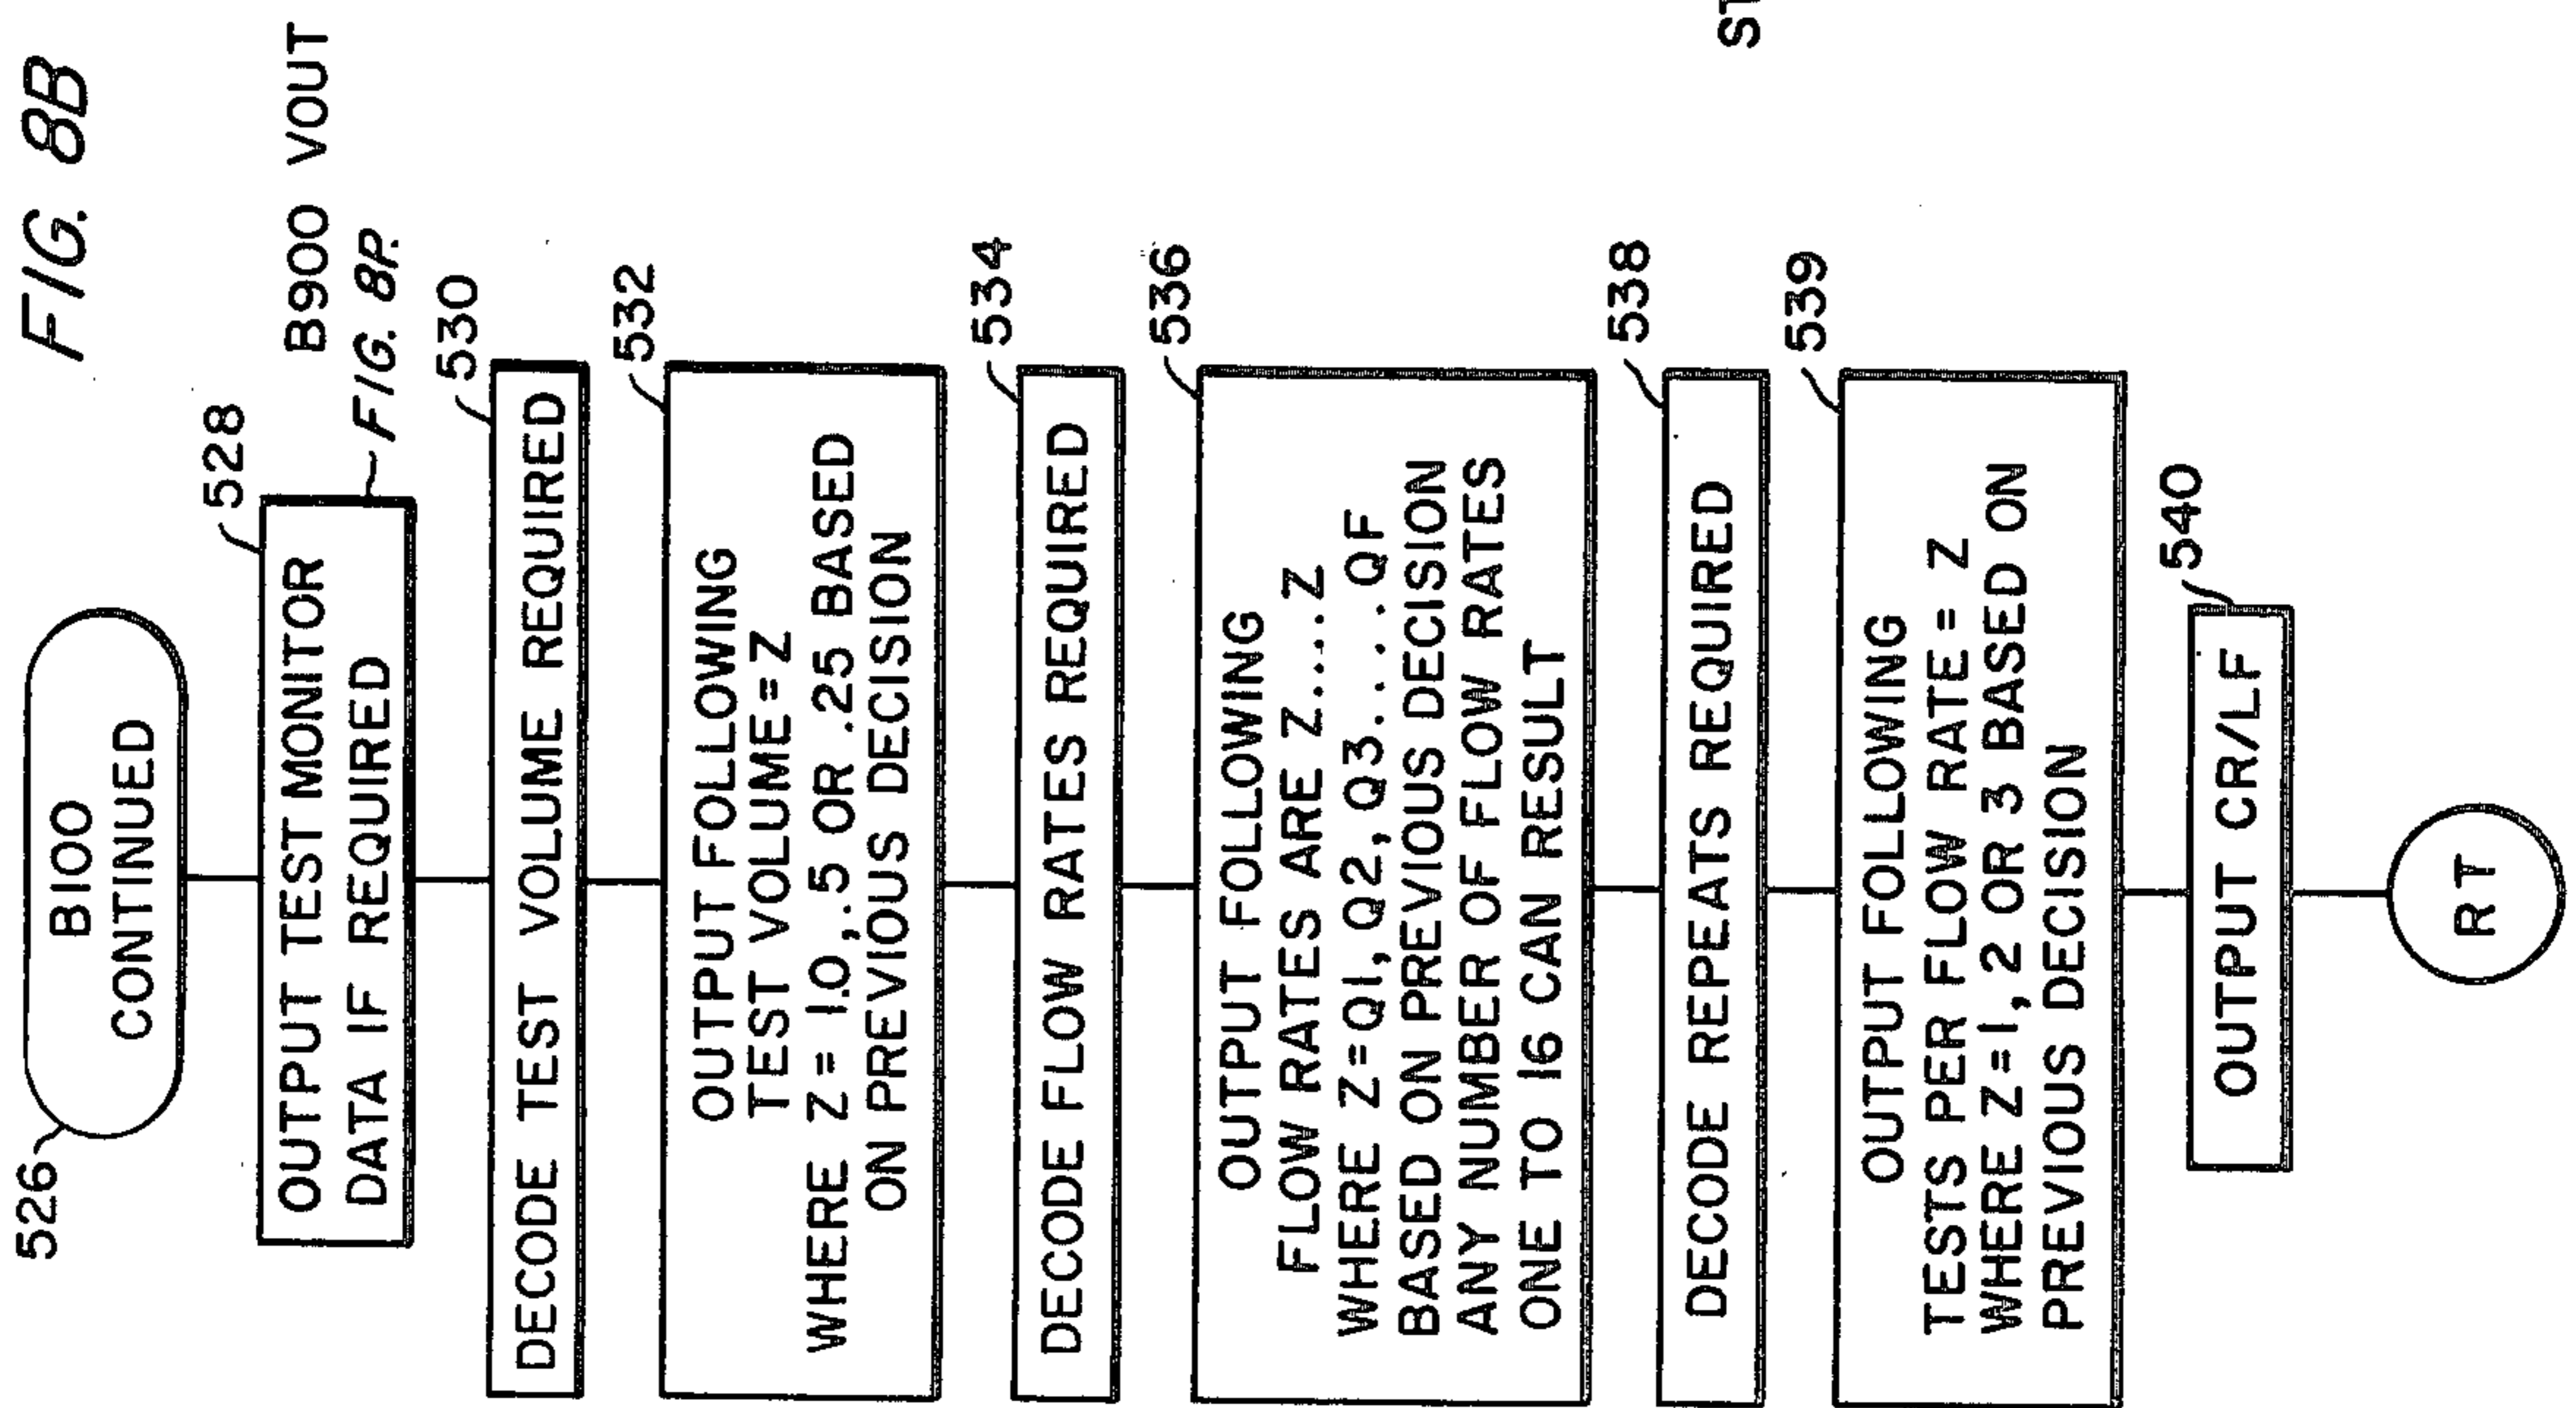 FIG. 8B
526
B100
CONTINUED
528
OUTPUT TEST MONITOR
DATA IF REQUIRED
B900 VOUT
FIG. 8P.
530
DECODE TEST VOLUME REQUIRED
532
OUTPUT FOLLOWING
TEST VOLUME = Z
WHERE Z = 1.0, .5 OR .25 BASED
ON PREVIOUS DECISION
534
DECODE FLOW RATES REQUIRED
536
OUTPUT FOLLOWING
FLOW RATES ARE Z....Z
WHERE Z=Q1, Q2, Q3....QF
BASED ON PREVIOUS DECISION
ANY NUMBER OF FLOW RATES
ONE TO 16 CAN RESULT
538
DECODE REPEATS REQUIRED
539
OUTPUT FOLLOWING
TESTS PER FLOW RATE = Z
WHERE Z=1, 2 OR 3 BASED ON
PREVIOUS DECISION
540
OUTPUT CR/LF
RT